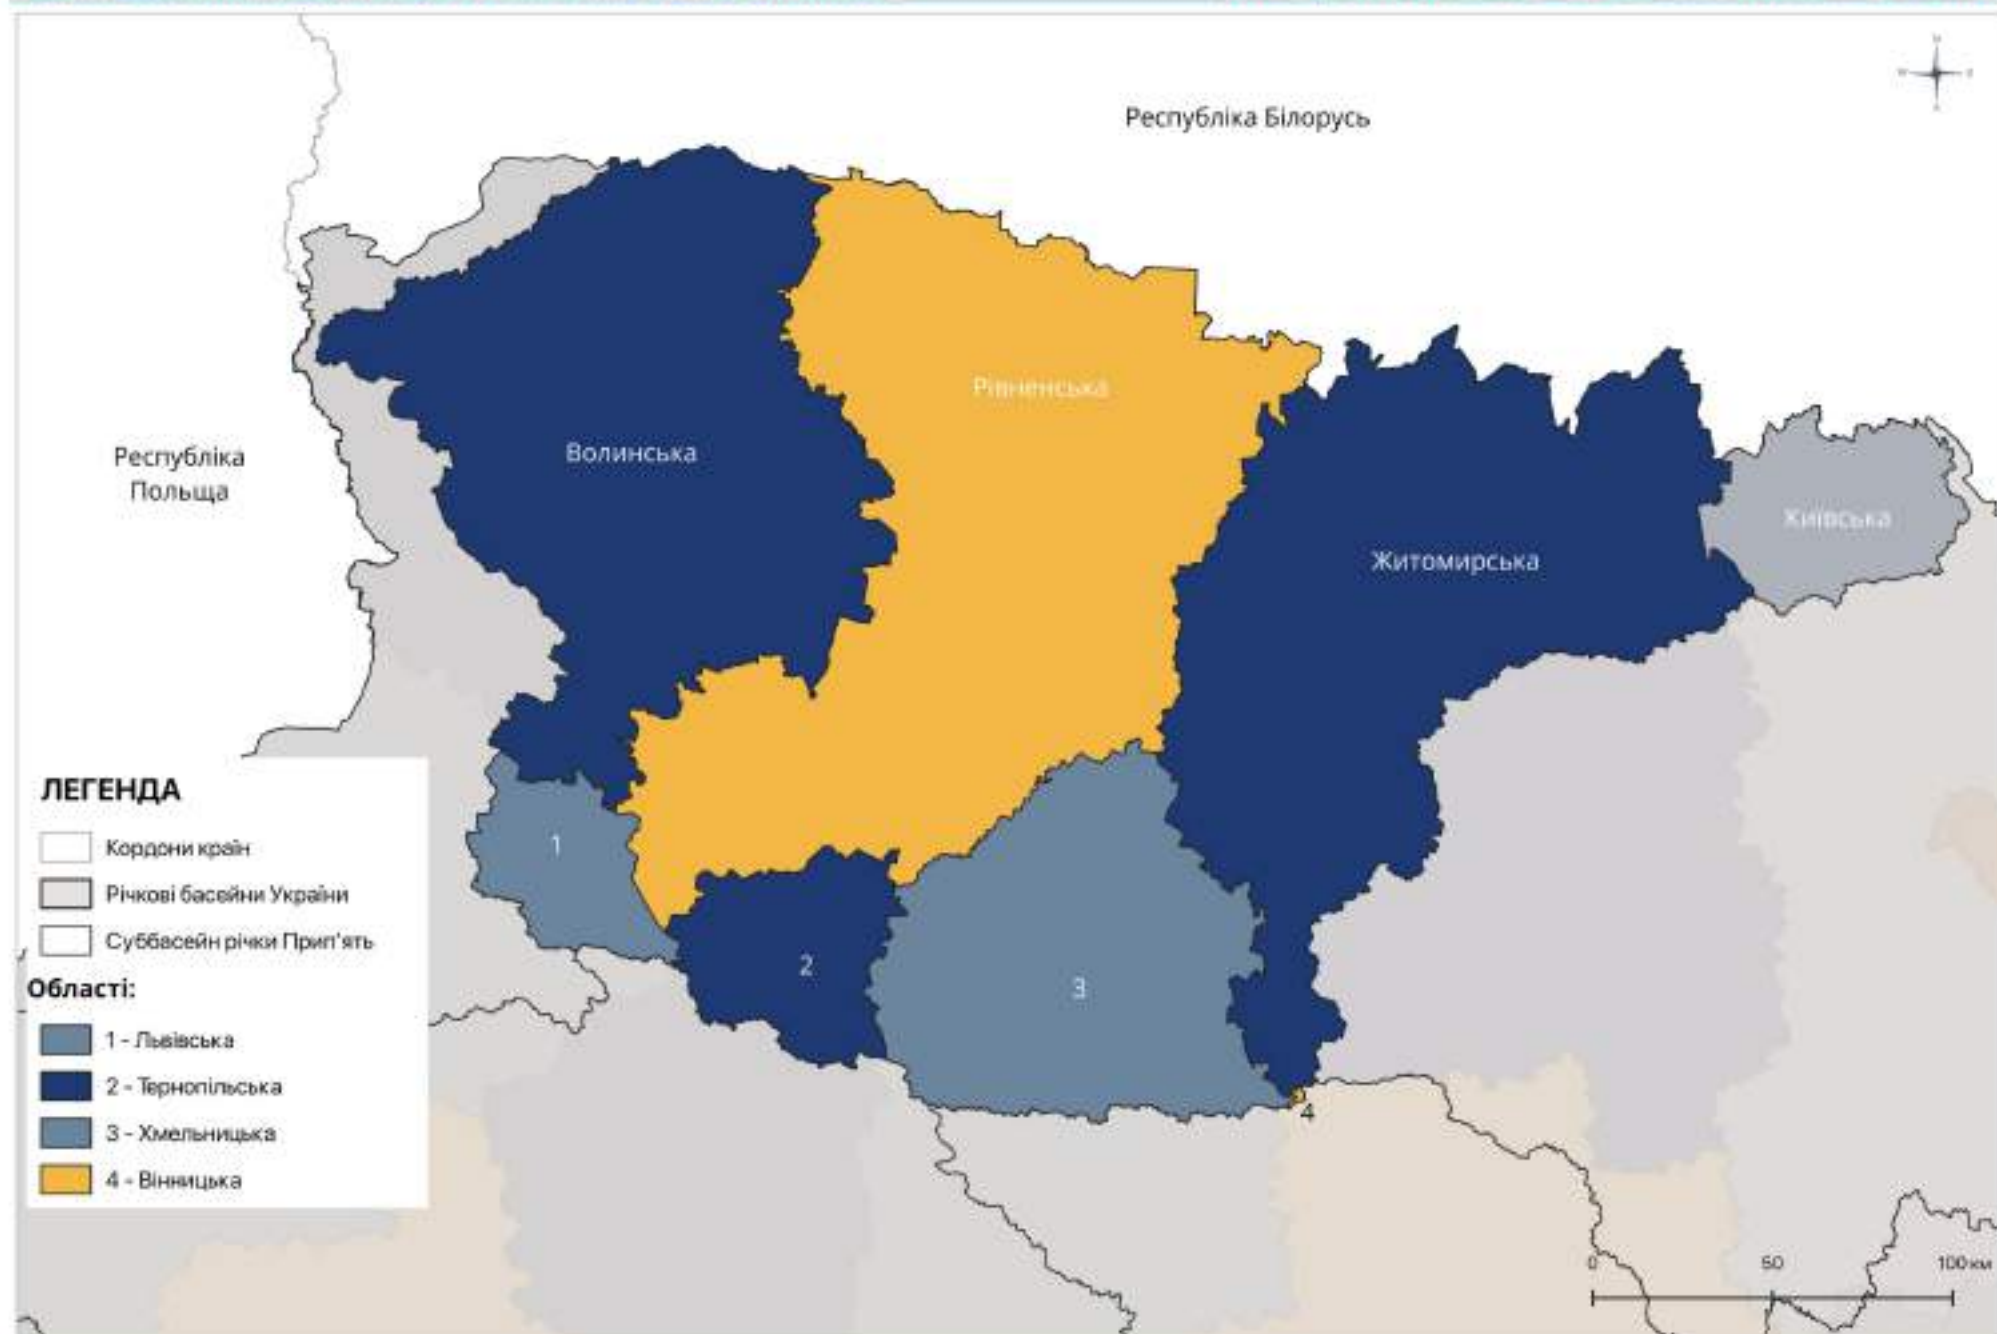 Республіка Білорусь
Рівненська
Волинська
Республіка
Польща
Київська
Житомирська
ЛЕГЕНДА
Кордони країн
Річкові басейни України
Суббасейн річки Прип'ять
Області:
1 - Львівська
2 - Тернопільська
3 - Хмельницька
4 - Вінницька
1
2
3
4
0 50 100 км